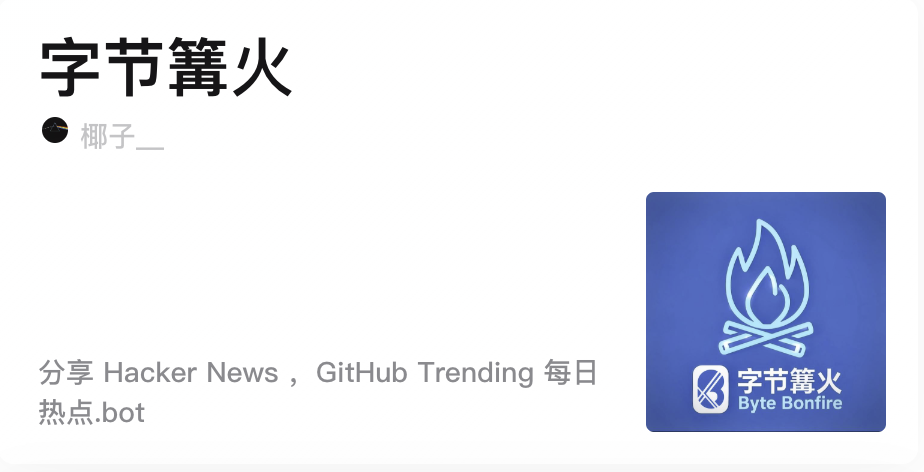 字节篝火
椰子__
分享 Hacker News ，GitHub Trending 每日
热点.bot
字节篝火
Byte Bonfire